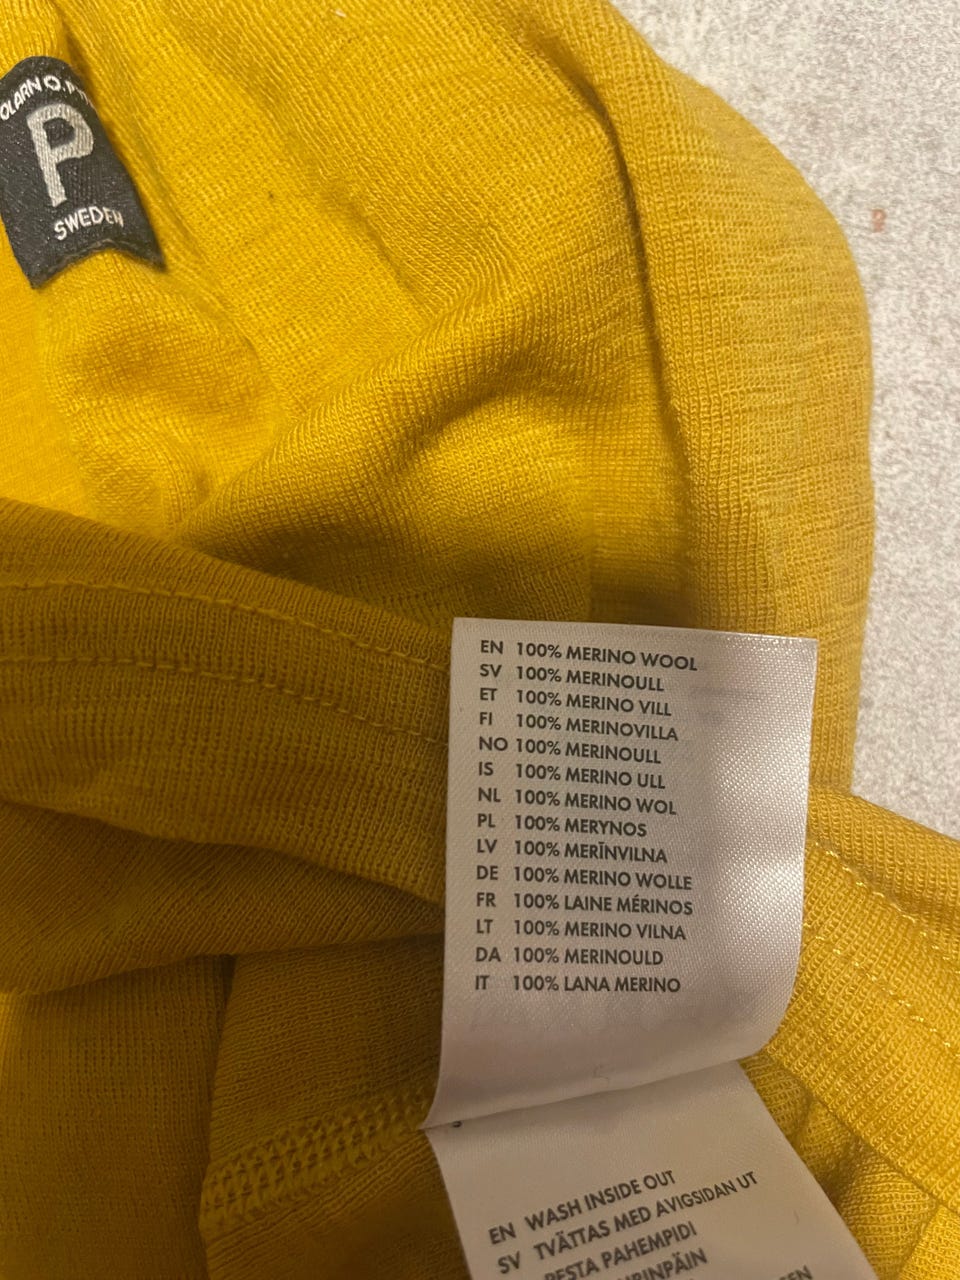 P
SWEDEN
EN 100% MERINO WOOL
SV 100% MERINOULL
ET 100% MERINO VILL
FI 100% MERINOVILLA
NO 100% MERINOULL
IS 100% MERINO ULL
NL 100% MERINO WOL
PL 100% MERYNOS
LV 100% MERĪNVILNA
DE 100% MERINO WOLLE
FR 100% LAINE MÉRINOS
LT 100% MERINO VILNA
DA 100% MERINOULD
IT 100% LANA MERINO
EN WASH INSIDE OUT
SV TVÄTTAS MED AVIGSIDAN UT
PESTA PAHEMPIDI